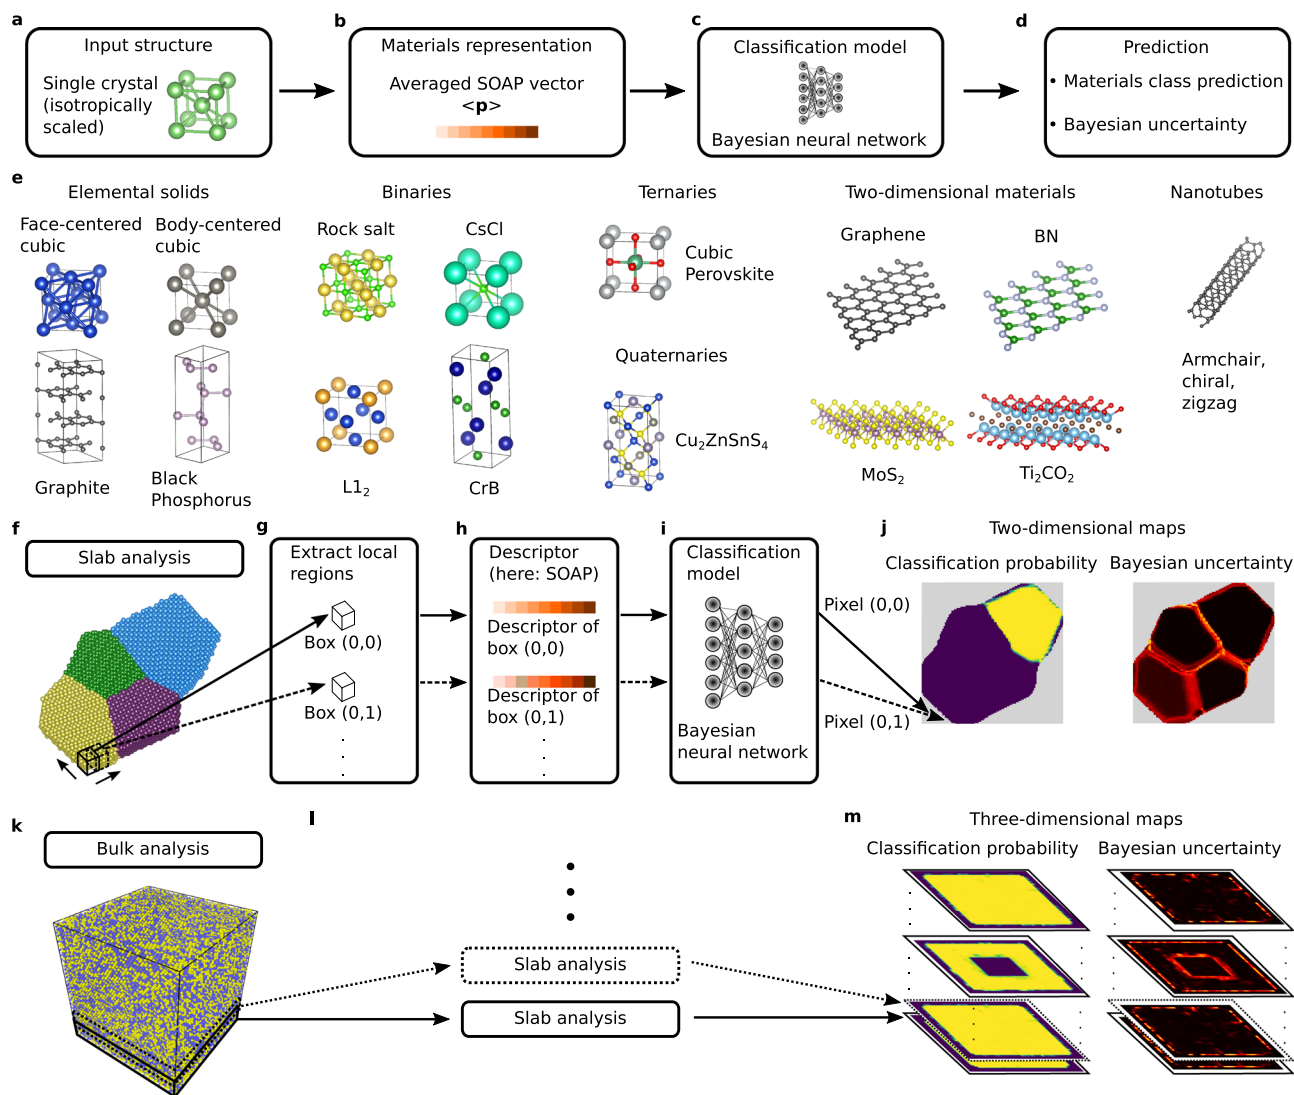 a
Input structure
Single crystal
(isotropically
scaled)
b
Materials representation
Averaged SOAP vector
<p>
c
Classification model
Bayesian neural network
d
Prediction
• Materials class prediction
• Bayesian uncertainty
e
Elemental solids
Face-centered
cubic
Body-centered
cubic
Graphite
Black
Phosphorus
Binaries
Rock salt
CsCl
L1₂
CrB
Ternaries
Cubic
Perovskite
Quaternaries
Cu₂ZnSnS₄
Two-dimensional materials
Graphene
BN
MoS₂
Ti₂CO₂
Nanotubes
Armchair,
chiral,
zigzag
f
Slab analysis
g
Extract local
regions
Box (0,0)
Box (0,1)
h
Descriptor
(here: SOAP)
Descriptor of
box (0,0)
Descriptor of
box (0,1)
i
Classification
model
Bayesian
neural network
Pixel (0,0)
Pixel (0,1)
j
Two-dimensional maps
Classification probability
Bayesian uncertainty
k
Bulk analysis
l
Slab analysis
Slab analysis
m
Three-dimensional maps
Classification probability
Bayesian uncertainty